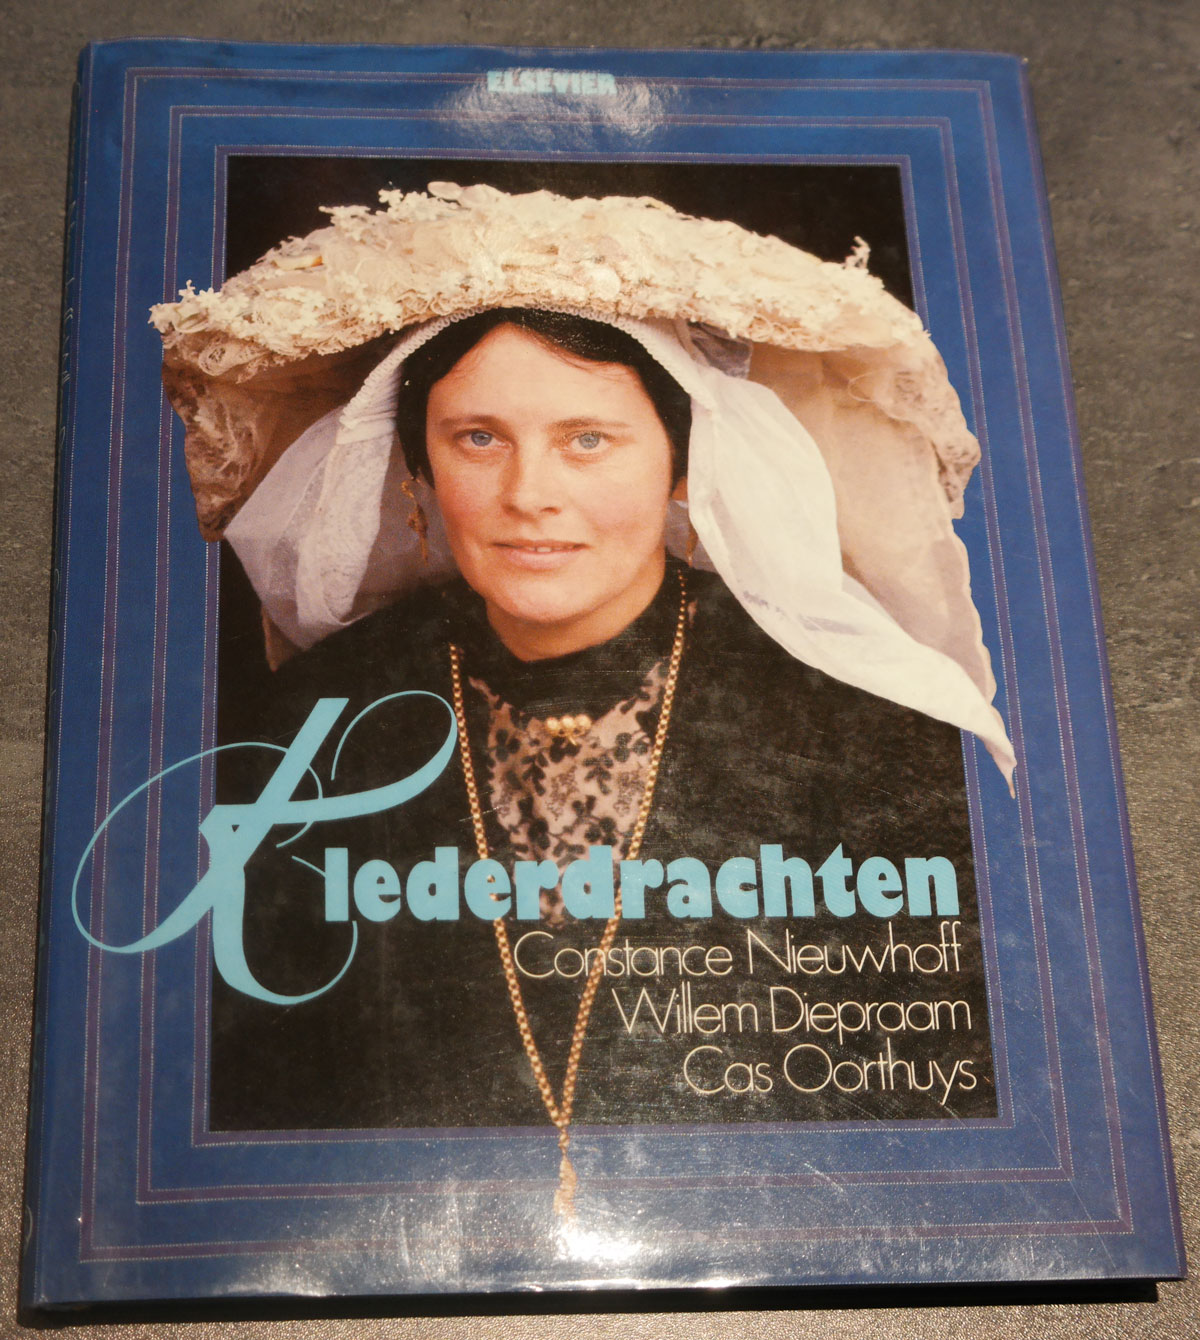 ELSEVIER
Klederdrachten
Constance Nieuwhoff
Willem Diepraam
Cas Oorthuys